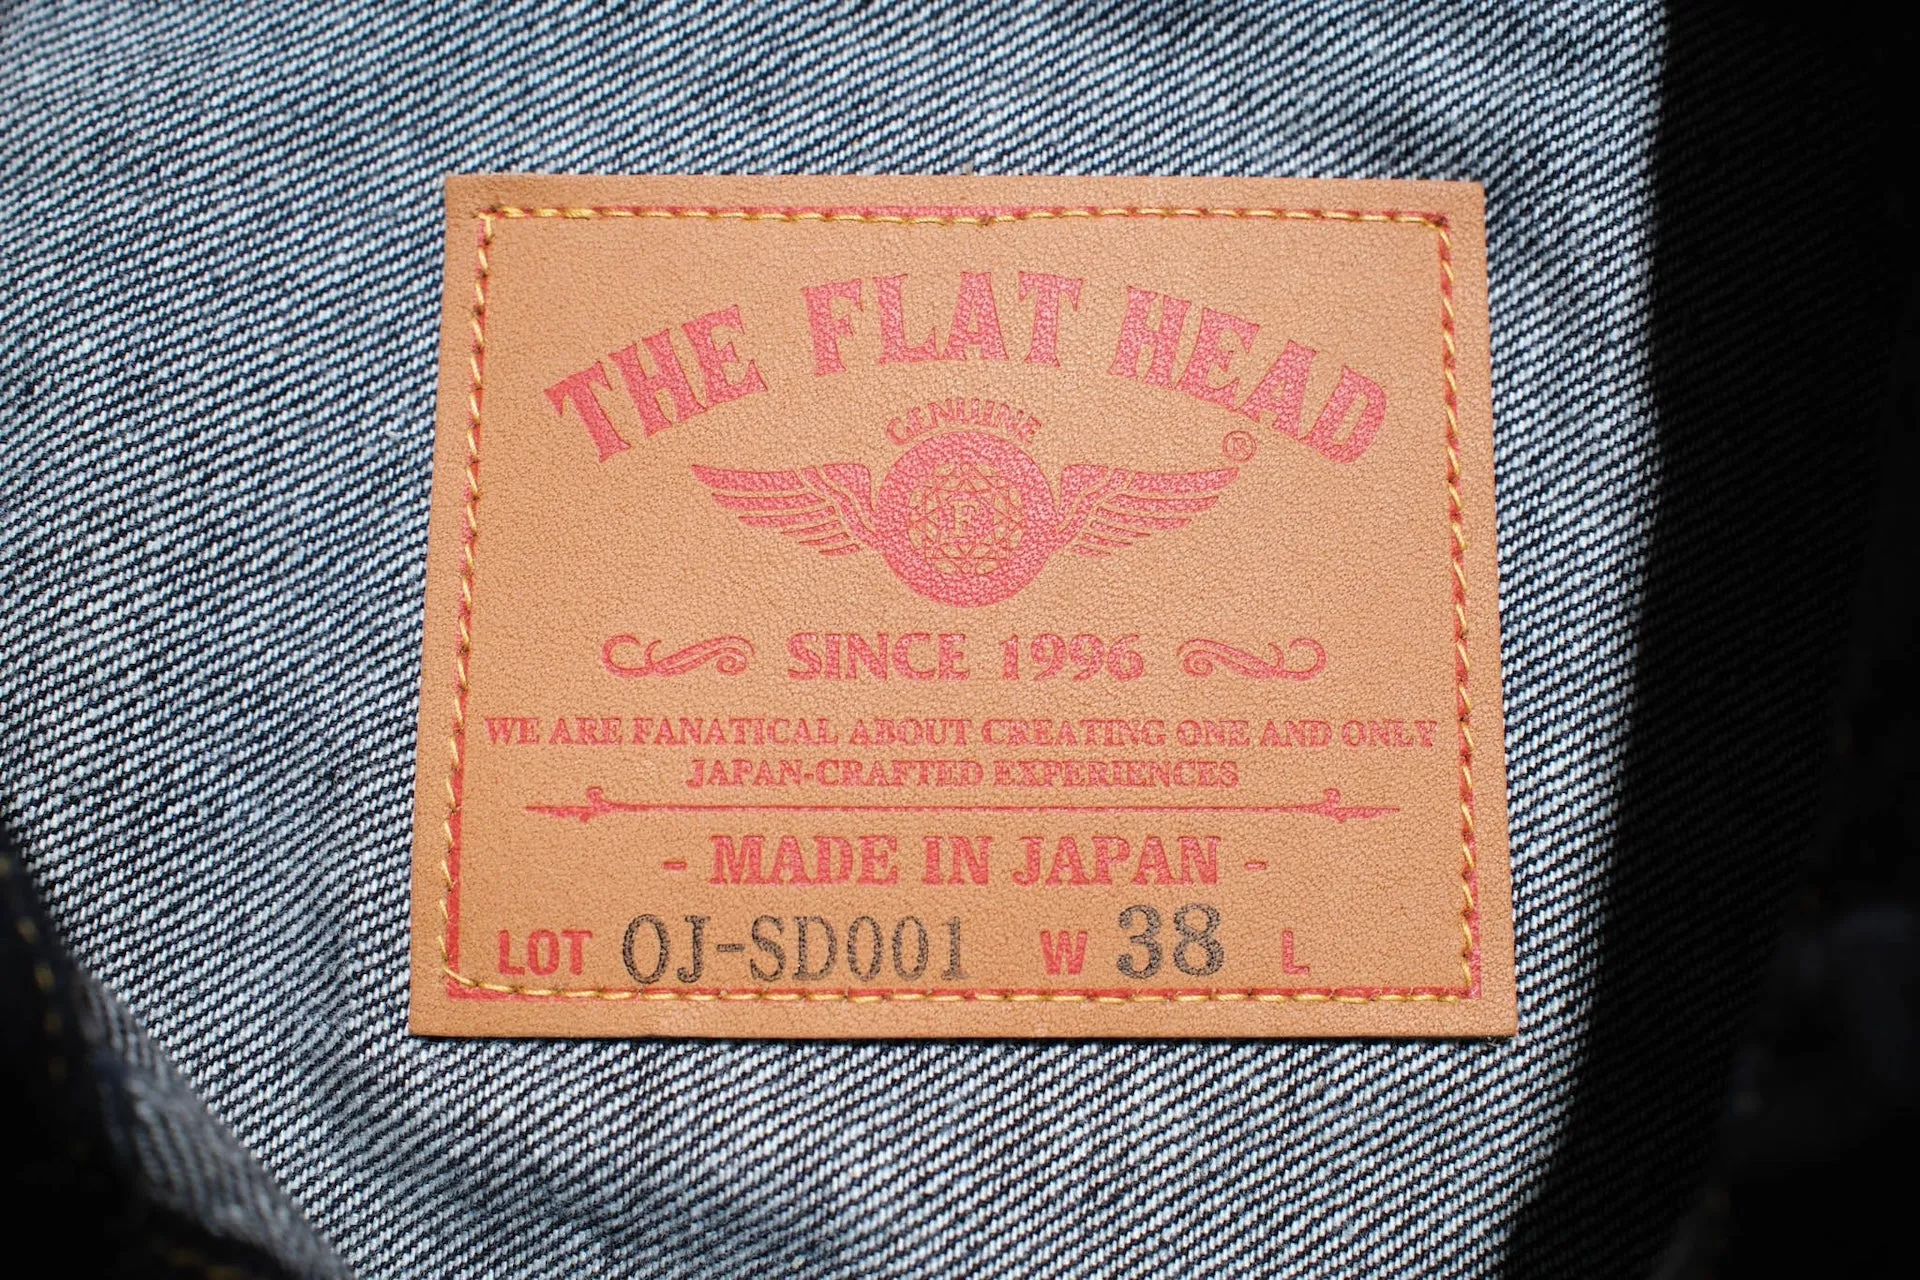 THE FLAT HEAD
GENUINE
®
F
SINCE 1996
WE ARE FANATICAL ABOUT CREATING ONE AND ONLY
JAPAN-CRAFTED EXPERIENCES
- MADE IN JAPAN -
LOT OJ-SD001 W 38 L